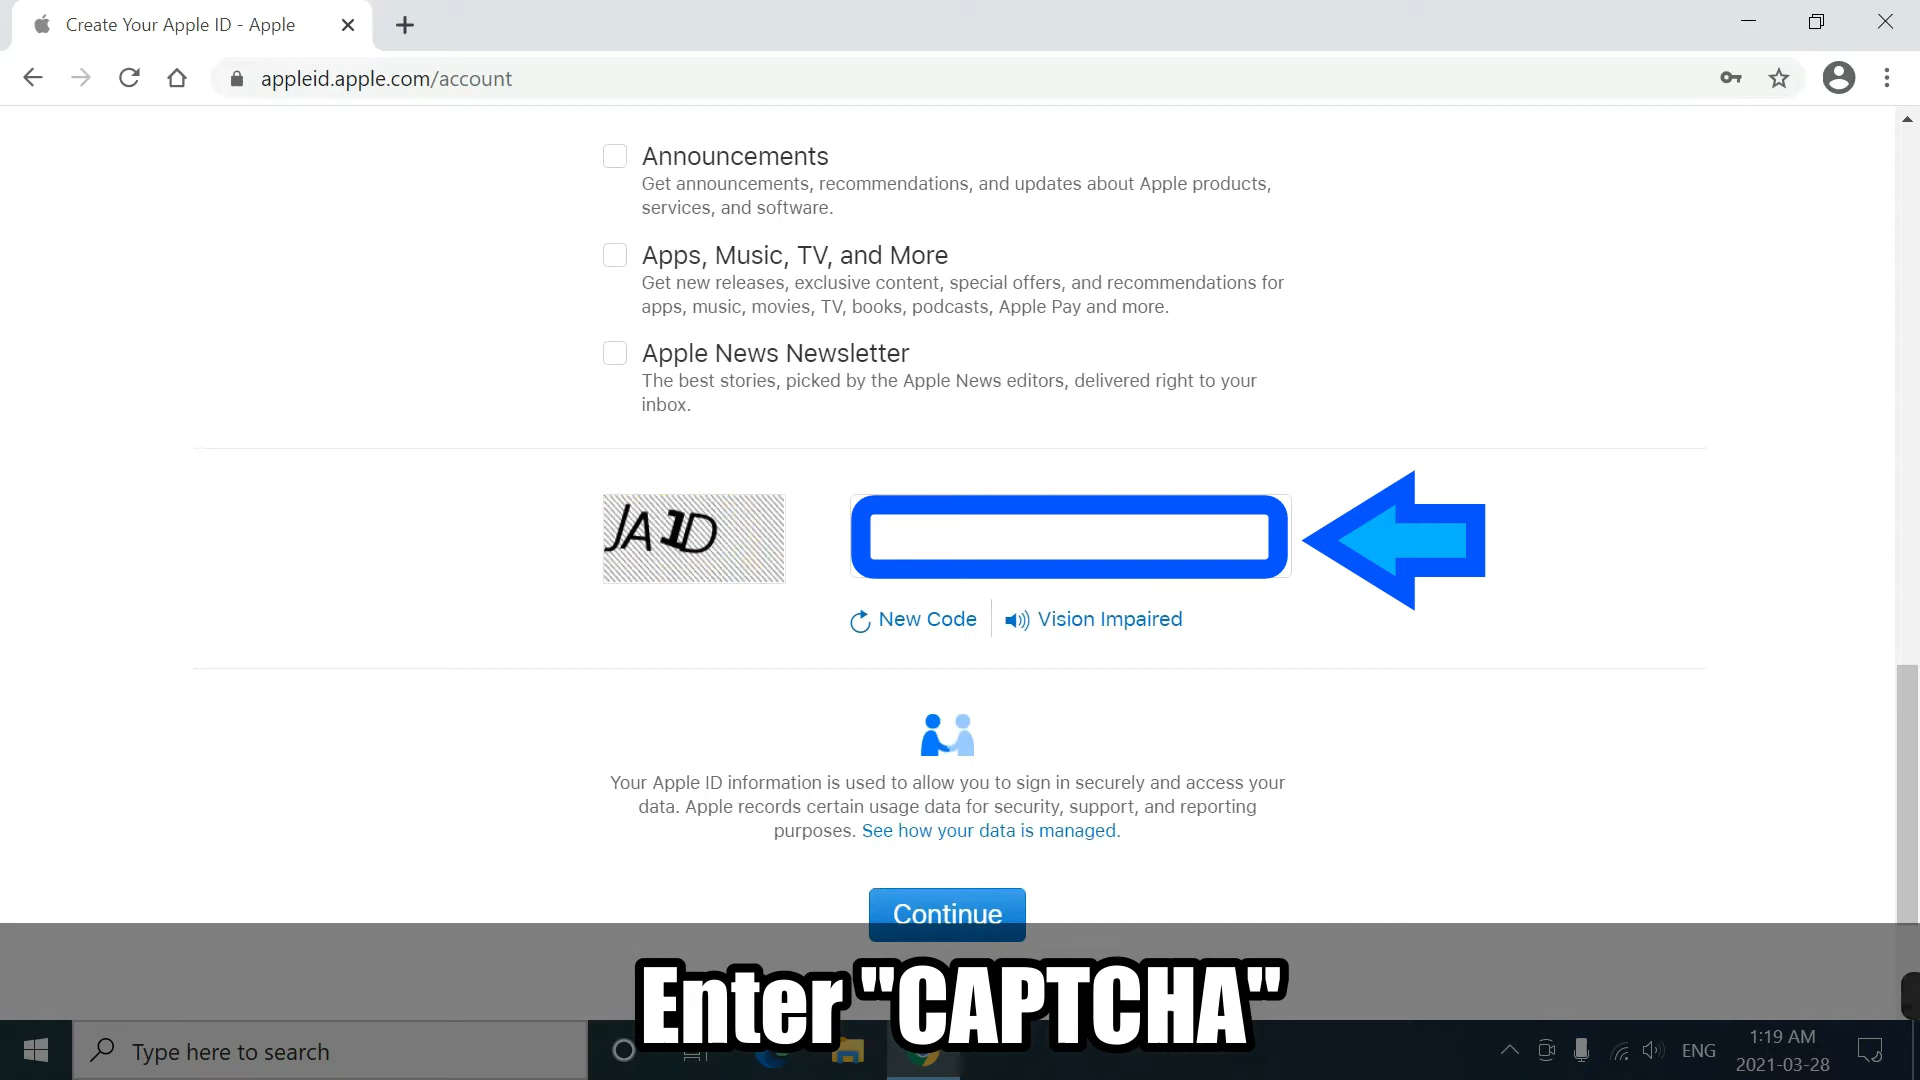 Create Your Apple ID - Apple
appleid.apple.com/account
Announcements
Get announcements, recommendations, and updates about Apple products,
services, and software.
Apps, Music, TV, and More
Get new releases, exclusive content, special offers, and recommendations for
apps, music, movies, TV, books, podcasts, Apple Pay and more.
Apple News Newsletter
The best stories, picked by the Apple News editors, delivered right to your
inbox.
New Code
Vision Impaired
Your Apple ID information is used to allow you to sign in securely and access your
data. Apple records certain usage data for security, support, and reporting
purposes. See how your data is managed.
Continue
Enter "CAPTCHA"
Type here to search
ENG
1:19 AM
2021-03-28